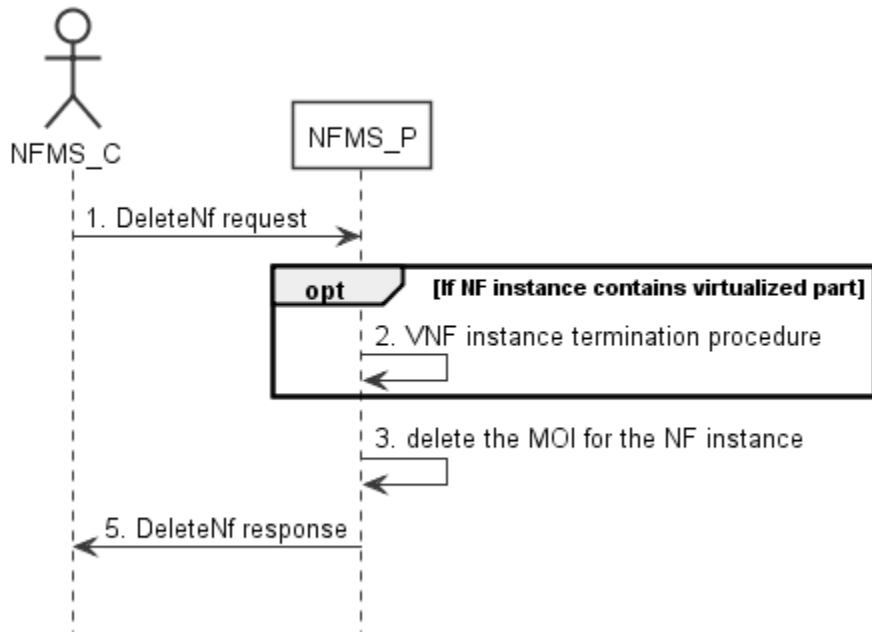 NFMS_C
NFMS_P
1. DeleteNf request
opt
[If NF instance contains virtualized part]
2. VNF instance termination procedure
3. delete the MOI for the NF instance
5. DeleteNf response